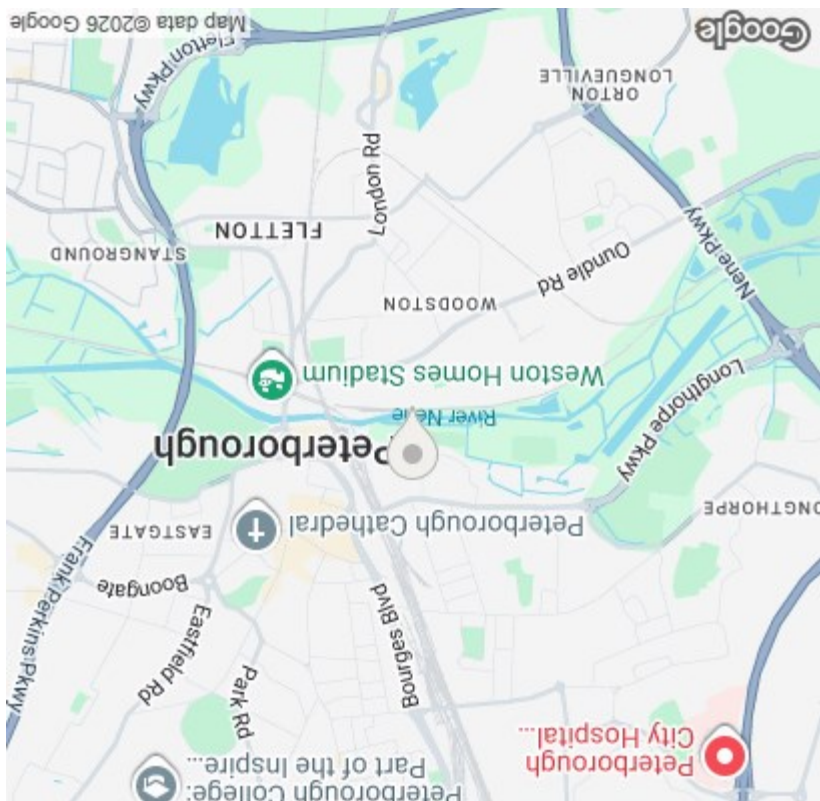 Peterborough College:
Part of the Inspire...
Peterborough
City Hospital...
Park Rd
Bourges Blvd
Eastfield Rd
Boongate
Frank Perkins Pkwy
EASTGATE
Peterborough Cathedral
NGTHORPE
Peterborough
Longthorpe Pkwy
River Nene
Weston Homes Stadium
WOODSTON
Oundle Rd
Nene Pkwy
STANGROUND
FLETTON
London Rd
ORTON
LONGUEVILLE
Fletton Pkwy
Google
Map data ©2026 Google